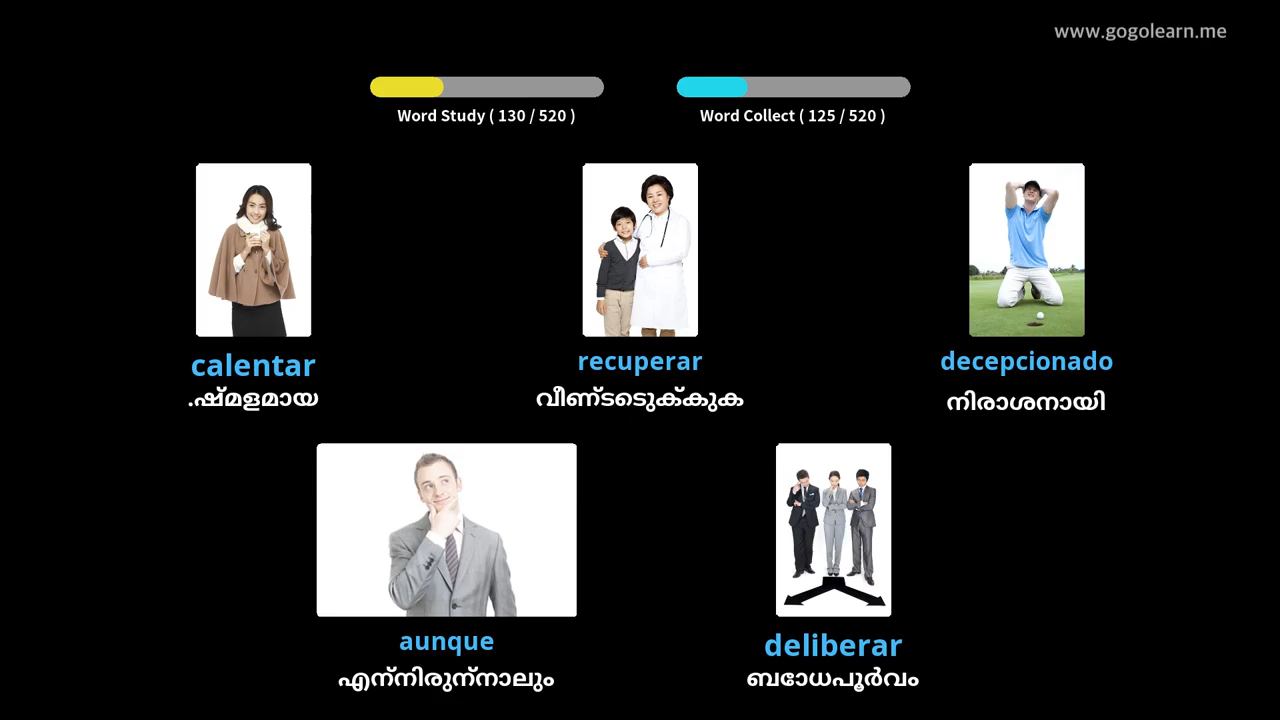 www.gogolearn.me
Word Study ( 130 / 520 )
Word Collect ( 125 / 520 )
calentar
.ഷ്മളമായ
recuperar
വീണ്ടെടുക്കുക
decepcionado
നിരാശനായി
aunque
എന്നിരുന്നാലും
deliberar
ബോധപൂർവം